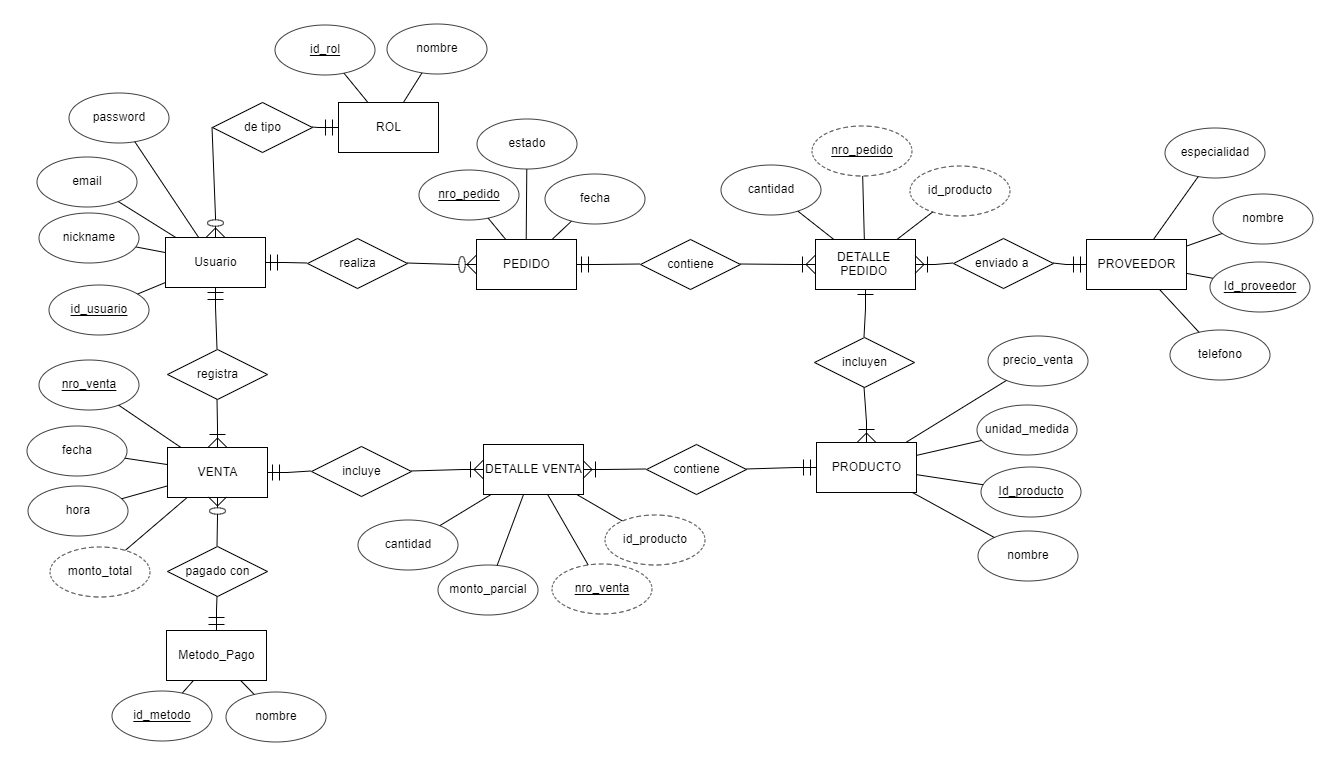 id_rol
nombre
password
de tipo
ROL
estado
nro_pedido
especialidad
email
cantidad
id_producto
nro_pedido
fecha
nombre
nickname
Usuario
realiza
PEDIDO
contiene
DETALLE
PEDIDO
enviado a
PROVEEDOR
Id_proveedor
id_usuario
telefono
registra
incluyen
precio_venta
nro_venta
unidad_medida
fecha
VENTA
incluye
DETALLE VENTA
contiene
PRODUCTO
Id_producto
hora
cantidad
id_producto
nombre
monto_total
pagado con
monto_parcial
nro_venta
Metodo_Pago
id_metodo
nombre